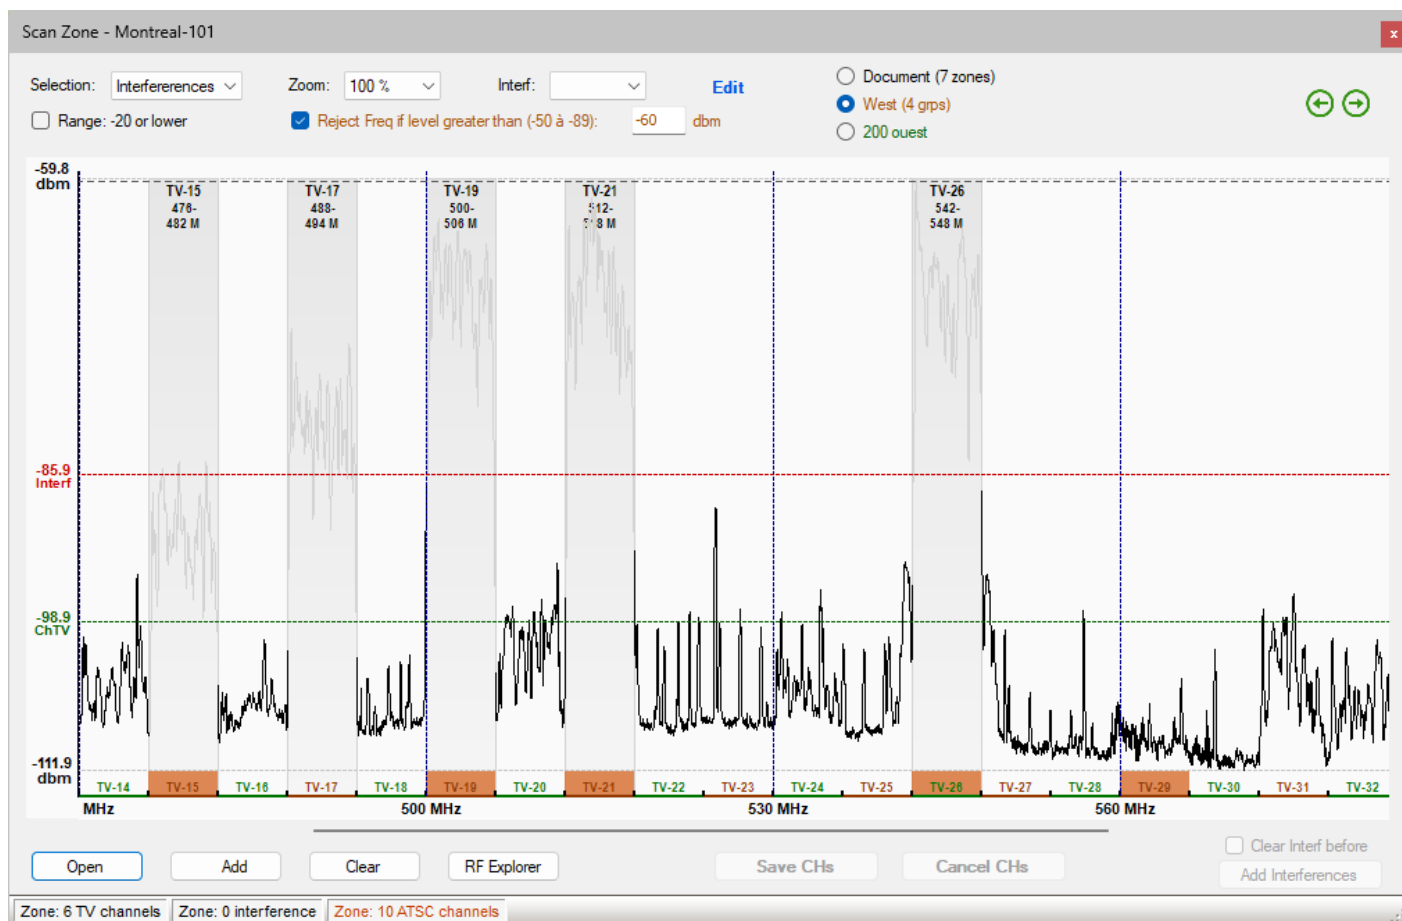 Scan Zone - Montreal-101
x
Selection: Interfererences Zoom: 100 % Interf: Edit
Document (7 zones)
West (4 grps)
200 ouest
Range: -20 or lower Reject Freq if level greater than (-50 à -89): -60 dbm
-59.8
dbm
TV-15
476-
482 M
TV-17
488-
494 M
TV-19
500-
506 M
TV-21
512-
518 M
TV-26
542-
548 M
-85.9
Interf
-98.9
ChTV
-111.9
dbm
TV-14 TV-15 TV-16 TV-17 TV-18 TV-19 TV-20 TV-21 TV-22 TV-23 TV-24 TV-25 TV-26 TV-27 TV-28 TV-29 TV-30 TV-31 TV-32
MHz 500 MHz 530 MHz 560 MHz
Open Add Clear RF Explorer Save CHs Cancel CHs
Clear Interf before
Add Interferences
Zone: 6 TV channels Zone: 0 interference Zone: 10 ATSC channels